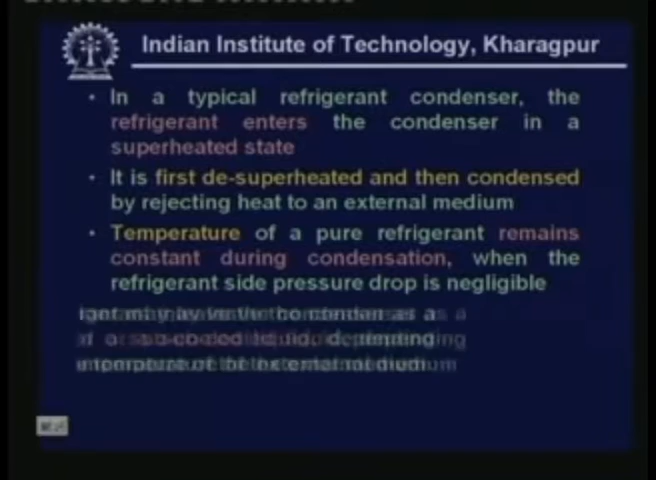 Indian Institute of Technology, Kharagpur
• In a typical refrigerant condenser, the
refrigerant enters the condenser in a
superheated state
• It is first de-superheated and then condensed
by rejecting heat to an external medium
• Temperature of a pure refrigerant remains
constant during condensation, when the
refrigerant side pressure drop is negligible